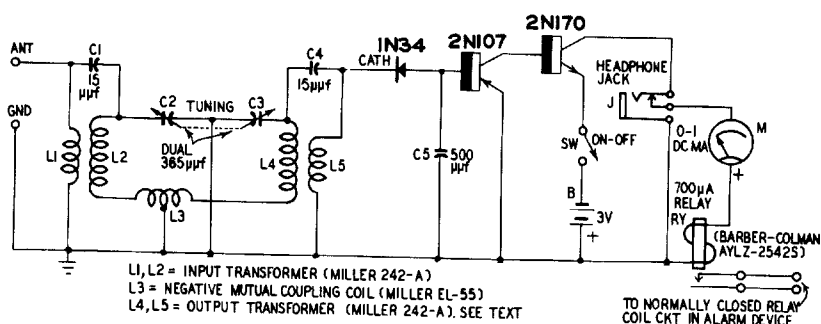 ANT
GND
C1
15
µµf
L1
L2
C2
TUNING
C3
DUAL
365µµf
L3
C4
15µµf
L4
L5
1N34
CATH
C5
500
µµf
2N107
2N170
SW
ON-OFF
B
3V
+
HEADPHONE
JACK
J
0-1
DC MA
M
+
700µA
RELAY
RY
(BARBER-COLMAN
AYLZ-2542S)
TO NORMALLY CLOSED RELAY
COIL CKT IN ALARM DEVICE
L1,L2 = INPUT TRANSFORMER (MILLER 242-A)
L3 = NEGATIVE MUTUAL COUPLING COIL (MILLER EL-55)
L4,L5 = OUTPUT TRANSFORMER (MILLER 242-A). SEE TEXT